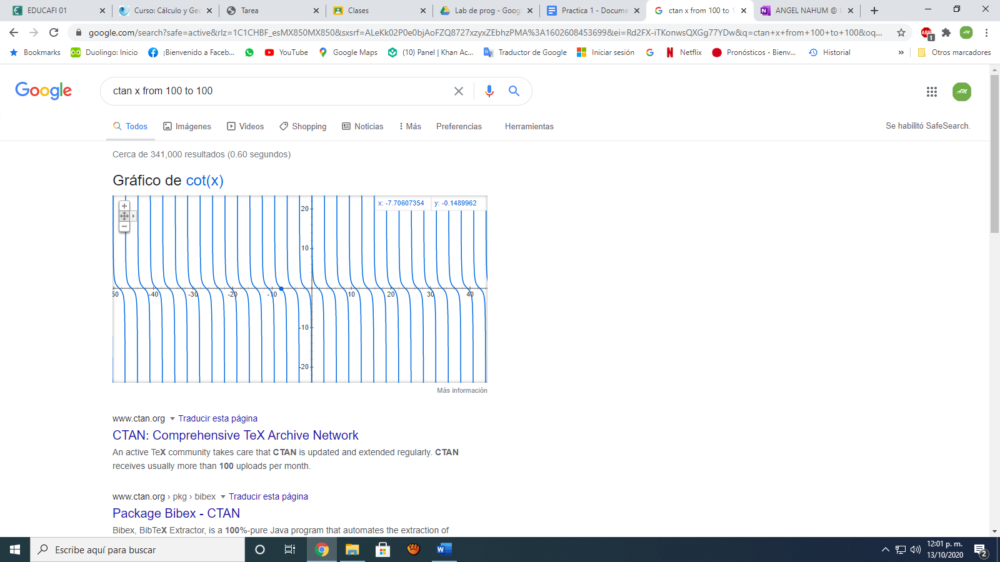 EDUCAFI 01
Curso: Cálculo y Geo
Tarea
Clases
Lab de prog - Goog
Practica 1 - Docume
ctan x from 100 to 1
ANGEL NAHUM @ U
google.com/search?safe=active&rlz=1C1CHBF_esMX850MX850&sxsrf=ALeKk02P0e0bjAoFZQ8727xzyxZEbhzPMA%3A1602608453699&ei=Rd2FX-iTKonwsQXGg77YDw&q=ctan+x+from+100+to+100&oq...
ABP
1
AM
Bookmarks
Duolingo: Inicio
¡Bienvenido a Faceb...
YouTube
Google Maps
(10) Panel | Khan Ac...
Traductor de Google
Iniciar sesión
Netflix
Pronósticos - Bienv...
Historial
»
Otros marcadores
Google
ctan x from 100 to 100
AM
Todos
Imágenes
Videos
Shopping
Noticias
Más
Preferencias
Herramientas
Se habilitó SafeSearch.
Cerca de 341,000 resultados (0.60 segundos)
Gráfico de cot(x)
x: -7.70607354
y: -0.1489962
20
10
50
-40
-30
-20
-10
10
20
30
40
-10
-20
Más información
www.ctan.org
Traducir esta página
CTAN: Comprehensive TeX Archive Network
An active TeX community takes care that CTAN is updated and extended regularly. CTAN
receives usually more than 100 uploads per month.
www.ctan.org › pkg › bibex
Traducir esta página
Package Bibex - CTAN
Bibex, BibTeX Extractor, is a 100%-pure Java program that automates the extraction of
Escribe aquí para buscar
12:01 p. m.
13/10/2020
2